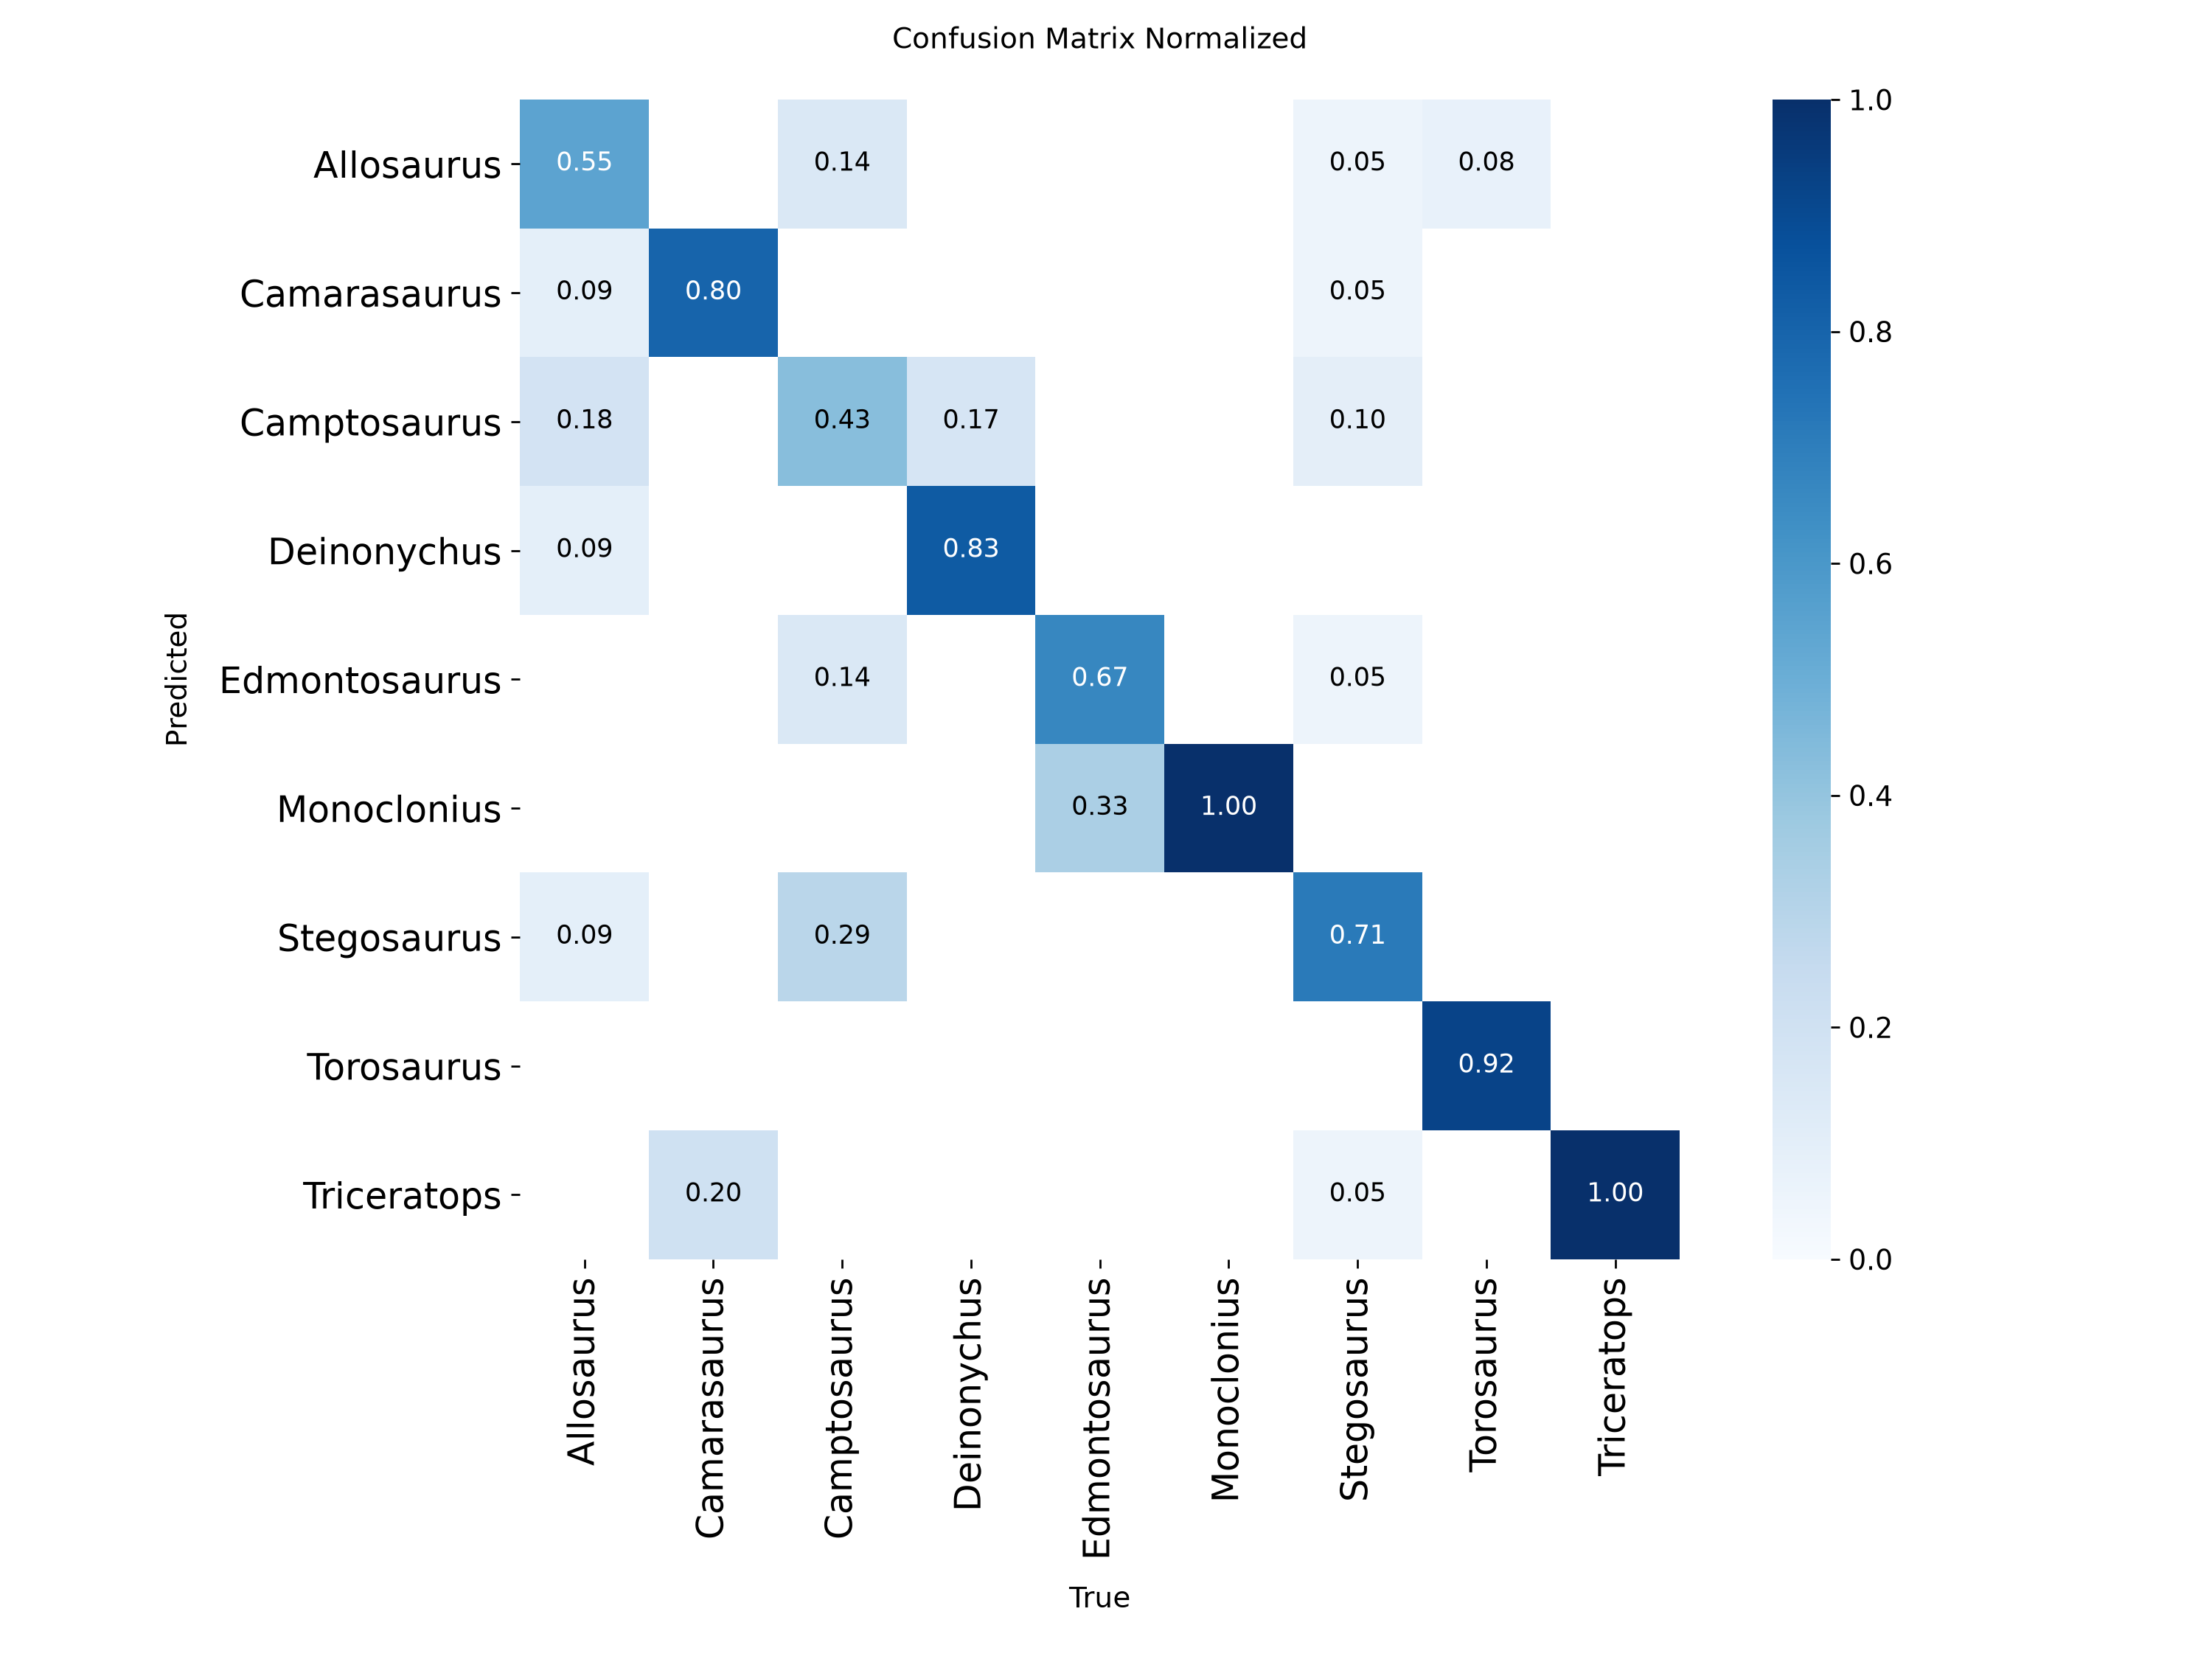 Confusion Matrix Normalized
Allosaurus 0.55 0.14 0.05 0.08
Camarasaurus 0.09 0.80 0.05
Camptosaurus 0.18 0.43 0.17 0.10
Deinonychus 0.09 0.83
Edmontosaurus 0.14 0.67 0.05
Monoclonius 0.33 1.00
Stegosaurus 0.09 0.29 0.71
Torosaurus 0.92
Triceratops 0.20 0.05 1.00
Predicted
Allosaurus
Camarasaurus
Camptosaurus
Deinonychus
Edmontosaurus
Monoclonius
Stegosaurus
Torosaurus
Triceratops
True
1.0
0.8
0.6
0.4
0.2
0.0